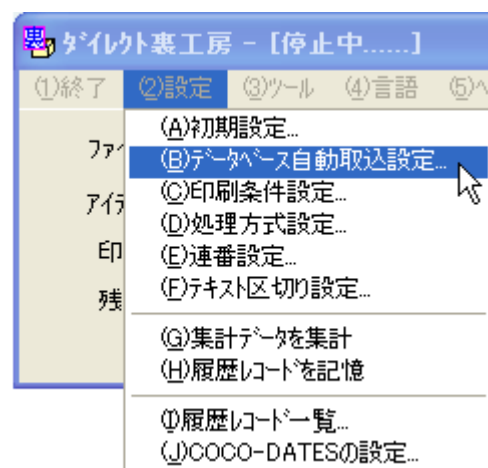 ﾀﾞｲﾚｸﾄ裏工房 - [停止中......]
(1)終了 (2)設定 (3)ツール (4)言語 (5)ヘ
ﾌｧｲ
ｱｲﾃ
印
残
(A)初期設定...
(B)ﾃﾞｰﾀﾍﾞｰｽ自動取込設定...
(C)印刷条件設定...
(D)処理方式設定...
(E)連番設定...
(F)ﾃｷｽﾄ区切り設定...
(G)集計ﾃﾞｰﾀを集計
(H)履歴ﾚｺｰﾄﾞを記憶
(I)履歴ﾚｺｰﾄﾞ一覧...
(J)COCO-DATESの設定...